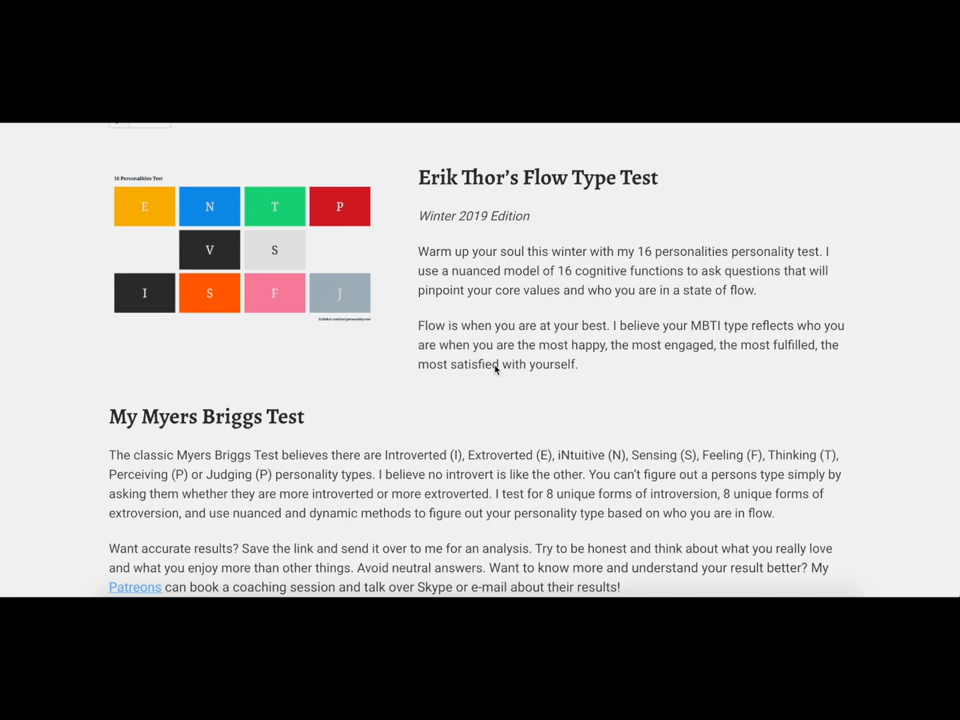 16 Personalities Test
E N T P
V S
I S F J
Erik Thor’s Flow Type Test
Winter 2019 Edition
Warm up your soul this winter with my 16 personalities personality test. I
use a nuanced model of 16 cognitive functions to ask questions that will
pinpoint your core values and who you are in a state of flow.
Flow is when you are at your best. I believe your MBTI type reflects who you
are when you are the most happy, the most engaged, the most fulfilled, the
most satisfied with yourself.
My Myers Briggs Test
The classic Myers Briggs Test believes there are Introverted (I), Extroverted (E), iNtuitive (N), Sensing (S), Feeling (F), Thinking (T),
Perceiving (P) or Judging (P) personality types. I believe no introvert is like the other. You can’t figure out a persons type simply by
asking them whether they are more introverted or more extroverted. I test for 8 unique forms of introversion, 8 unique forms of
extroversion, and use nuanced and dynamic methods to figure out your personality type based on who you are in flow.
Want accurate results? Save the link and send it over to me for an analysis. Try to be honest and think about what you really love
and what you enjoy more than other things. Avoid neutral answers. Want to know more and understand your result better? My
Patreons can book a coaching session and talk over Skype or e-mail about their results!